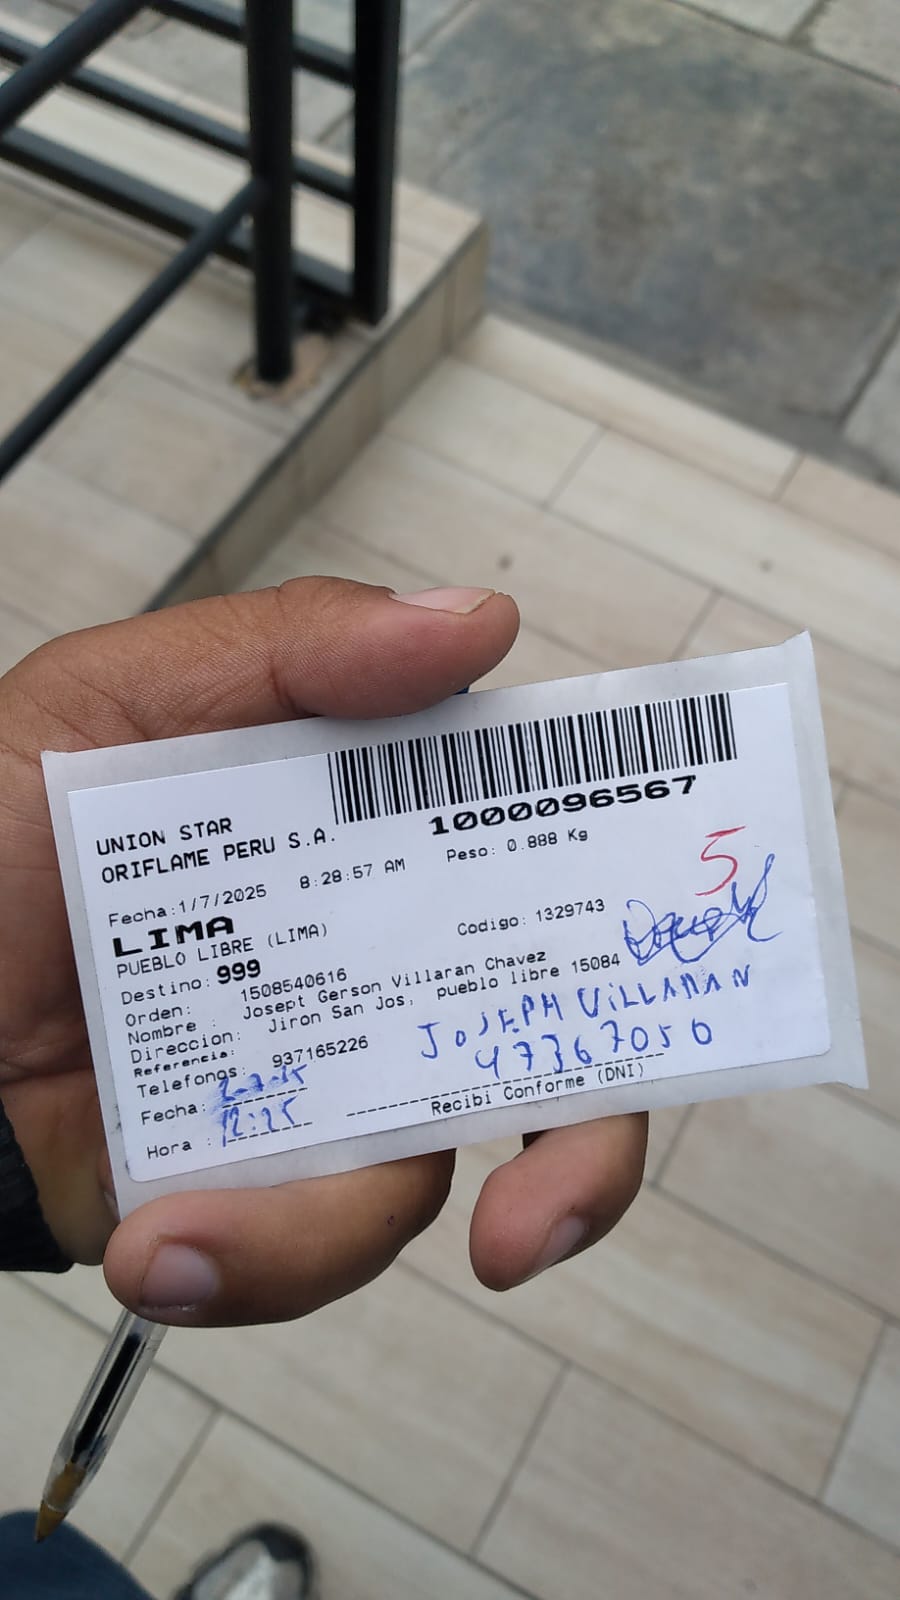 1000096567
UNION STAR
ORIFLAME PERU S.A.
Fecha:1/7/2025 8:28:57 AM Peso: 0.888 Kg
5
LIMA
PUEBLO LIBRE (LIMA) Codigo: 1329743
Destino: 999
Orden: 1508540616
Nombre : Josept Gerson Villaran Chavez
Direccion: Jiron San Jos, pueblo libre 15084
Referencia:
Telefonos: 937165226
JOSEPH VILLARAN
47367050
Fecha:
Hora : 12:25
Recibi Conforme (DNI)